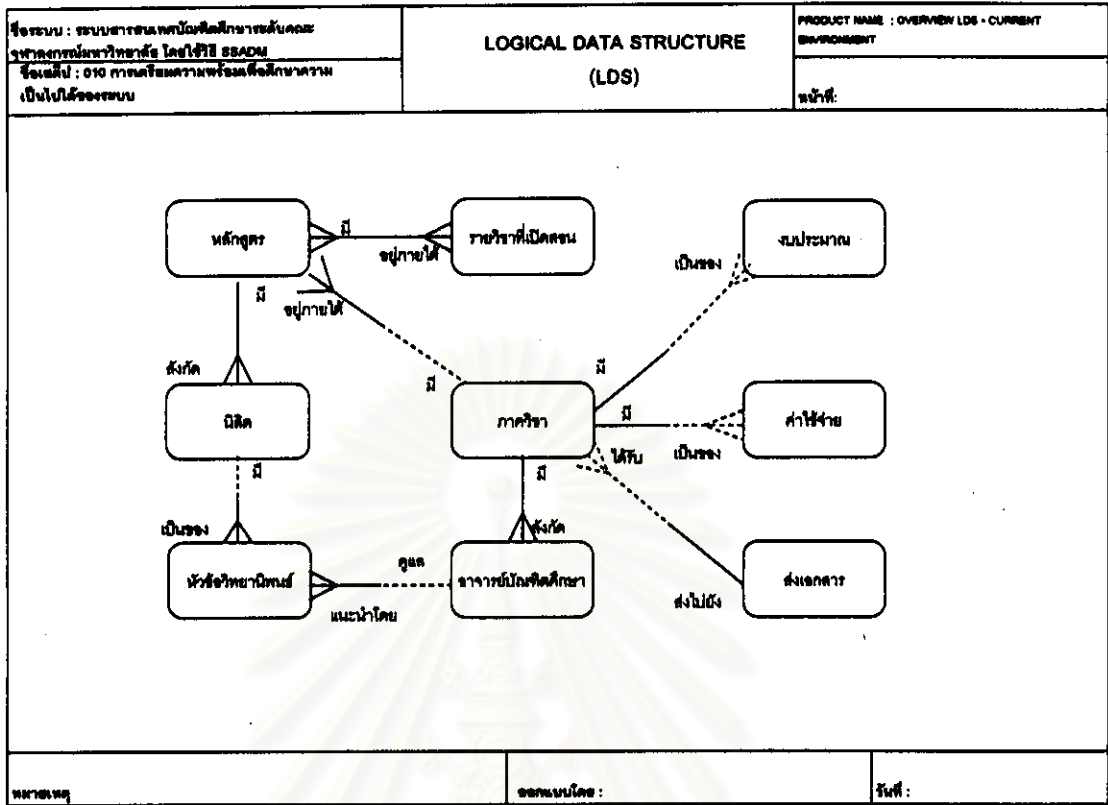 ชื่อระบบ : ระบบสารสนเทศบัณฑิตศึกษาระดับคณะ
จุฬาลงกรณ์มหาวิทยาลัย โดยใช้วิธี SSADM
ชื่อสเต็ป : 010 การเตรียมความพร้อมเพื่อศึกษาความ
เป็นไปได้ของระบบ
LOGICAL DATA STRUCTURE
(LDS)
PRODUCT NAME : OVERVIEW LDS - CURRENT
ENVIRONMENT
หน้าที่:
หลักสูตร
มี
อยู่ภายใต้
รายวิชาที่เปิดสอน
งบประมาณ
เป็นของ
มี
อยู่ภายใต้
สังกัด
มี
มี
นิสิต
ภาควิชา
มี
เป็นของ
ค่าใช้จ่าย
มี
ได้รับ
มี
เป็นของ
สังกัด
หัวข้อวิทยานิพนธ์
ดูแล
แนะนำโดย
อาจารย์บัณฑิตศึกษา
ส่งไปยัง
ส่งเอกสาร
หมายเหตุ
ออกแบบโดย :
วันที่ :